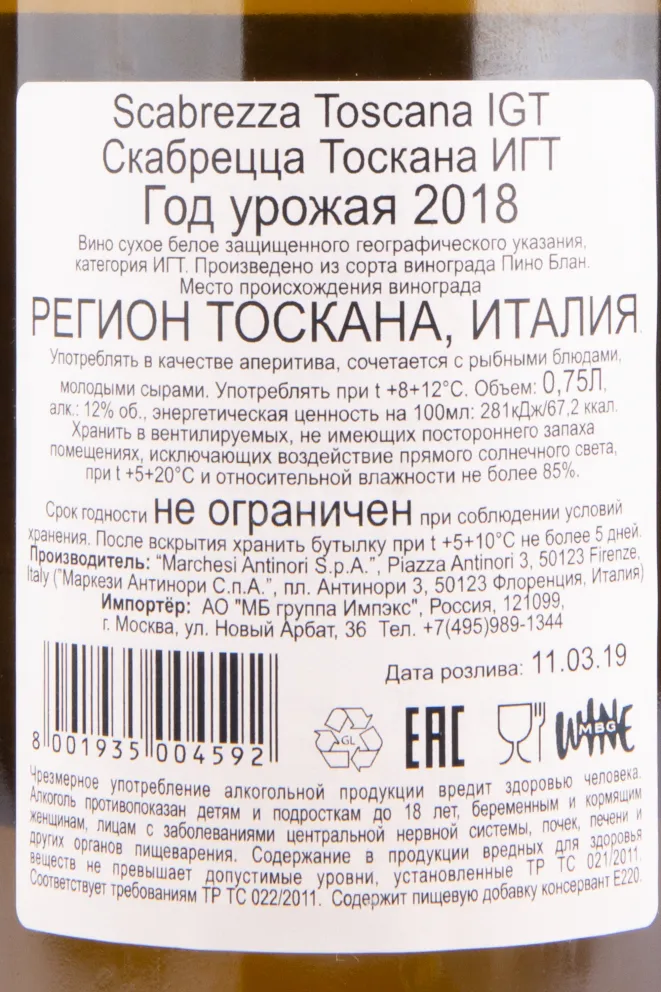 Scabrezza Toscana IGT
Скабрецца Тоскана ИГТ
Год урожая 2018
Вино сухое белое защищенного географического указания,
категория ИГТ. Произведено из сорта винограда Пино Блан.
Место происхождения винограда
РЕГИОН ТОСКАНА, ИТАЛИЯ.
Употреблять в качестве аперитива, сочетается с рыбными блюдами,
молодыми сырами. Употреблять при t +8+12°С. Объем: 0,75Л,
алк.: 12% об., энергетическая ценность на 100мл: 281кДж/67,2 ккал.
Хранить в вентилируемых, не имеющих постороннего запаха
помещениях, исключающих воздействие прямого солнечного света,
при t +5+20°С и относительной влажности не более 85%.
Срок годности не ограничен при соблюдении условий
хранения. После вскрытия хранить бутылку при t +5+10°С не более 5 дней.
Производитель: “Marchesi Antinori S.p.A.”, Piazza Antinori 3, 50123 Firenze,
Italy (”Маркези Антинори С.п.А.”, пл. Антинори 3, 50123 Флоренция, Италия)
Импортёр: АО "МБ группа Импэкс", Россия, 121099,
г. Москва, ул. Новый Арбат, 36 Тел. +7(495)989-1344
Дата розлива: 11.03.19
8 001935 004592
GL
EAC
WINE
MBG
Чрезмерное употребление алкогольной продукции вредит здоровью человека.
Алкоголь противопоказан детям и подросткам до 18 лет, беременным и кормящим
женщинам, лицам с заболеваниями центральной нервной системы, почек, печени и
других органов пищеварения. Содержание в продукции вредных для здоровья
веществ не превышает допустимые уровни, установленные ТР ТС 021/2011.
Соответствует требованиям ТР ТС 022/2011. Содержит пищевую добавку консервант Е220.